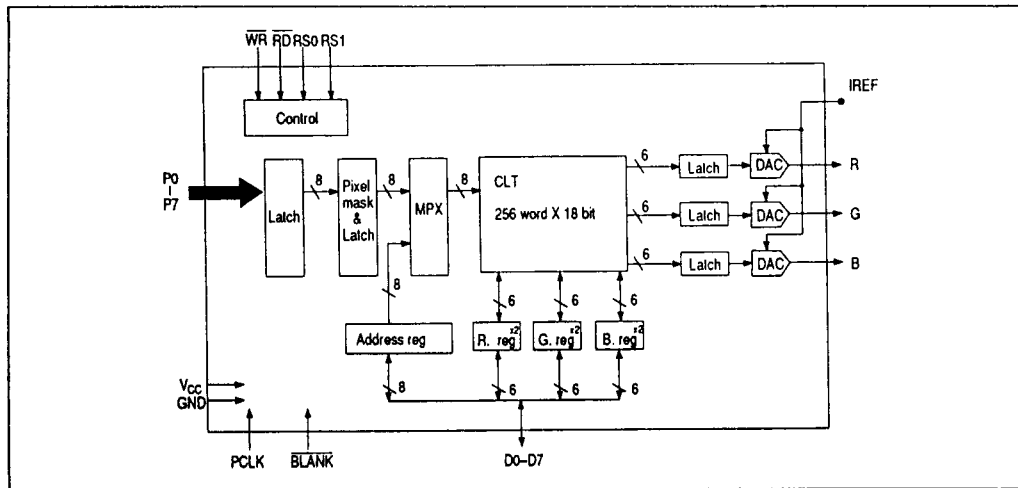 WR RD RS0 RS1
IREF
Control
P0
|
P7
Latch
8
Pixel
mask
&
Latch
8
MPX
8
CLT
256 word X 18 bit
6
Latch
DAC
R
6
Latch
DAC
G
6
Latch
DAC
B
8
6
6
6
Address reg
R. reg x2
G. reg x2
B. reg x2
8
6
6
6
VCC
GND
PCLK
BLANK
D0–D7